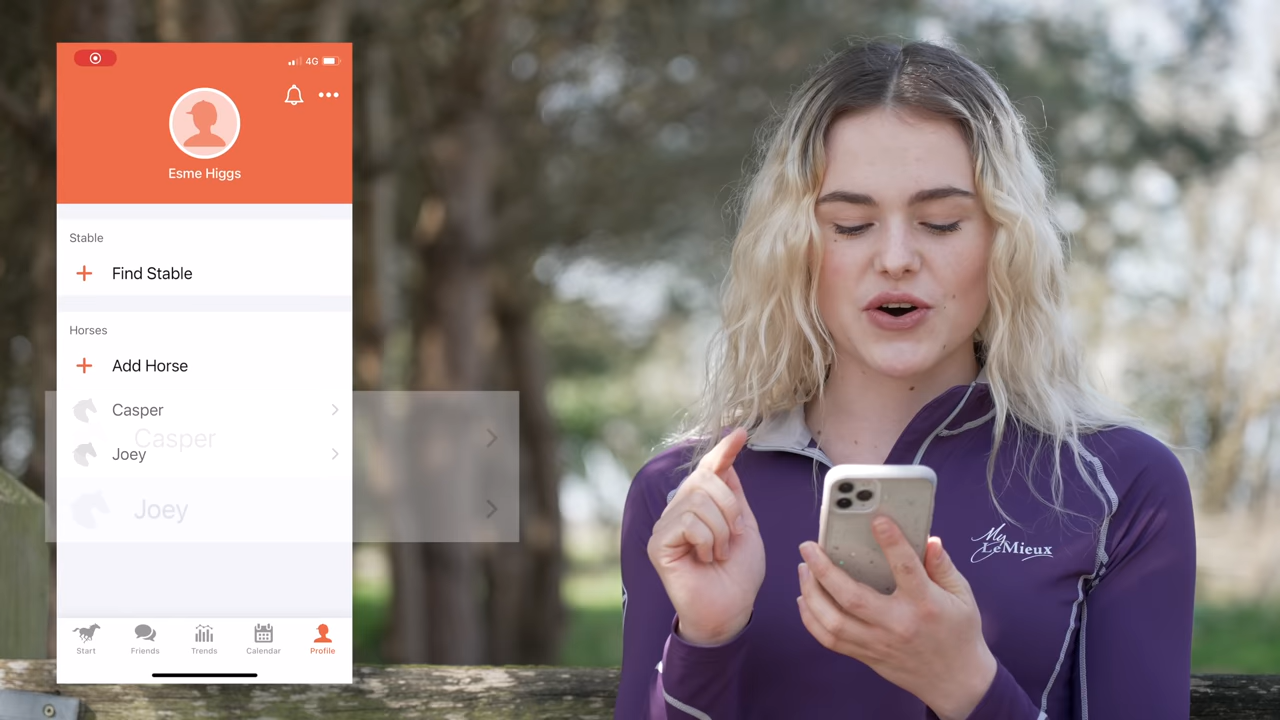 4G
Esme Higgs
Stable
Find Stable
Horses
Add Horse
Casper
Casper
Joey
Joey
Start
Friends
Trends
Calendar
Profile
My
LeMieux